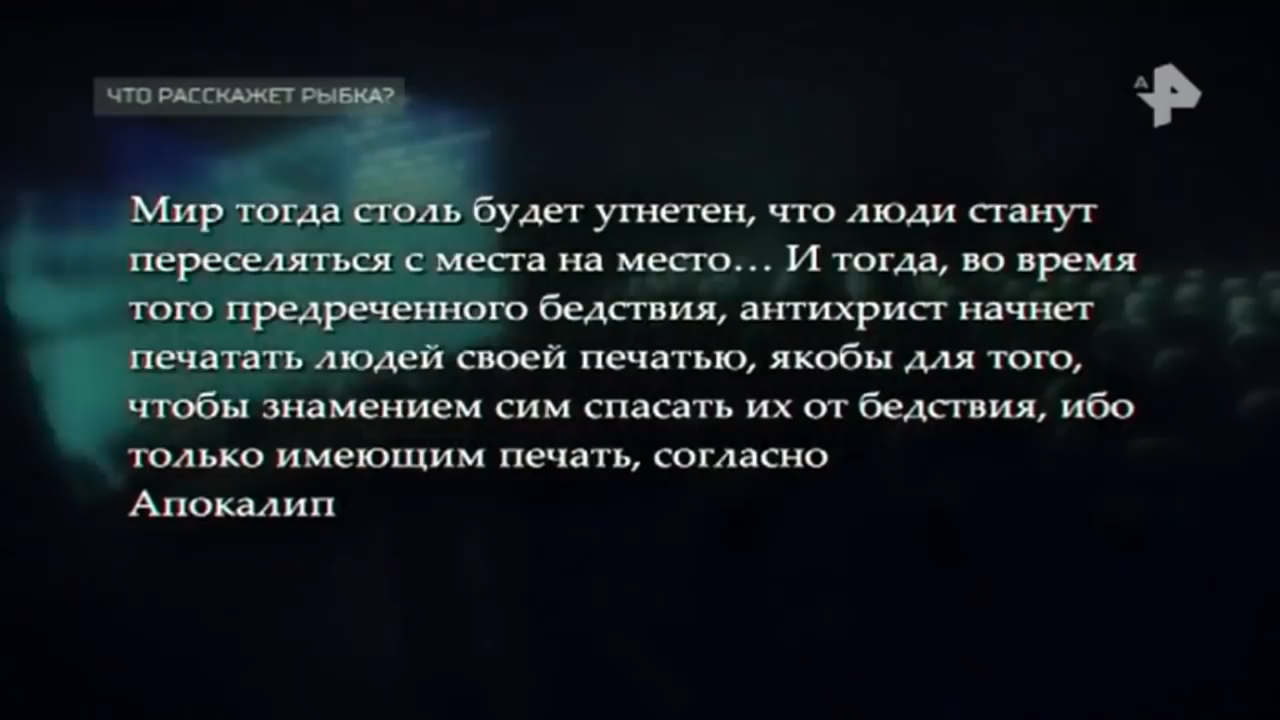 ЧТО РАССКАЖЕТ РЫБКА?
Мир тогда столь будет угнетен, что люди станут
переселяться с места на место... И тогда, во время
того предреченного бедствия, антихрист начнет
печатать людей своей печатью, якобы для того,
чтобы знамением сим спасать их от бедствия, ибо
только имеющим печать, согласно
Апокалип